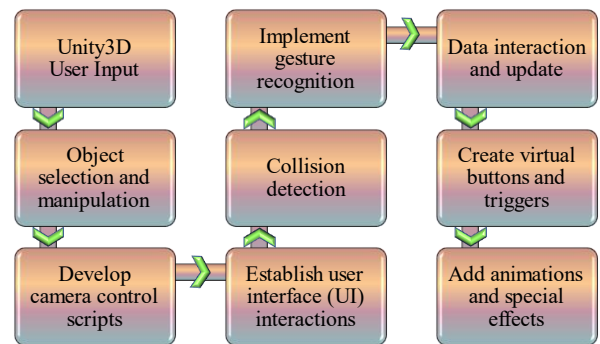 Unity3D
User Input
Object
selection and
manipulation
Develop
camera control
scripts
Establish user
interface (UI)
interactions
Collision
detection
Implement
gesture
recognition
Data interaction
and update
Create virtual
buttons and
triggers
Add animations
and special
effects